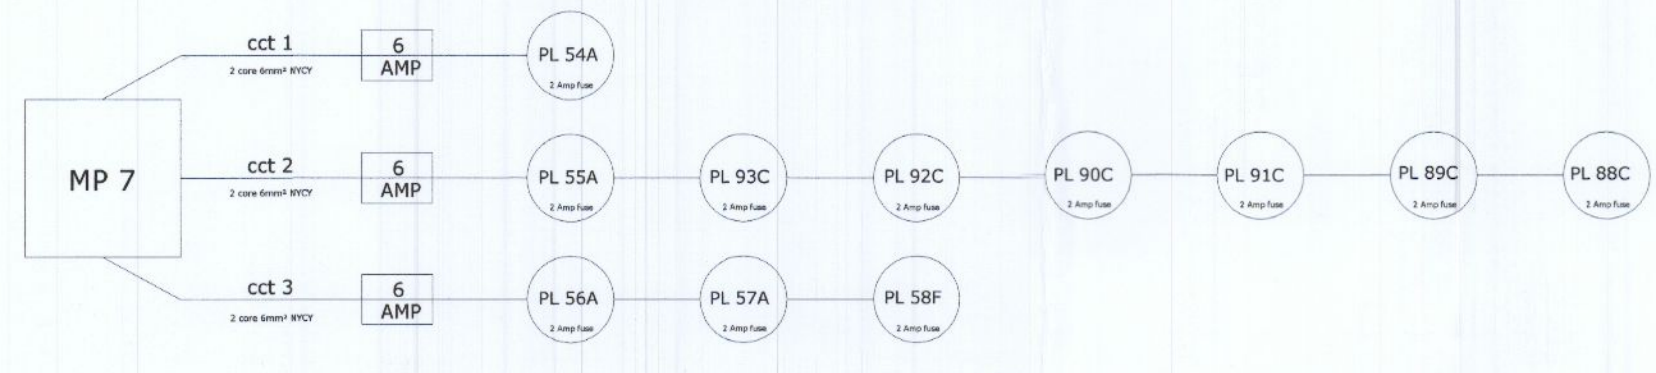 MP 7
cct 1
2 core 6mm² NYCY
6
AMP
PL 54A
2 Amp fuse
cct 2
2 core 6mm² NYCY
6
AMP
PL 55A
2 Amp fuse
PL 93C
2 Amp fuse
PL 92C
2 Amp fuse
PL 90C
2 Amp fuse
PL 91C
2 Amp fuse
PL 89C
2 Amp fuse
PL 88C
2 Amp fuse
cct 3
2 core 6mm² NYCY
6
AMP
PL 56A
2 Amp fuse
PL 57A
2 Amp fuse
PL 58F
2 Amp fuse